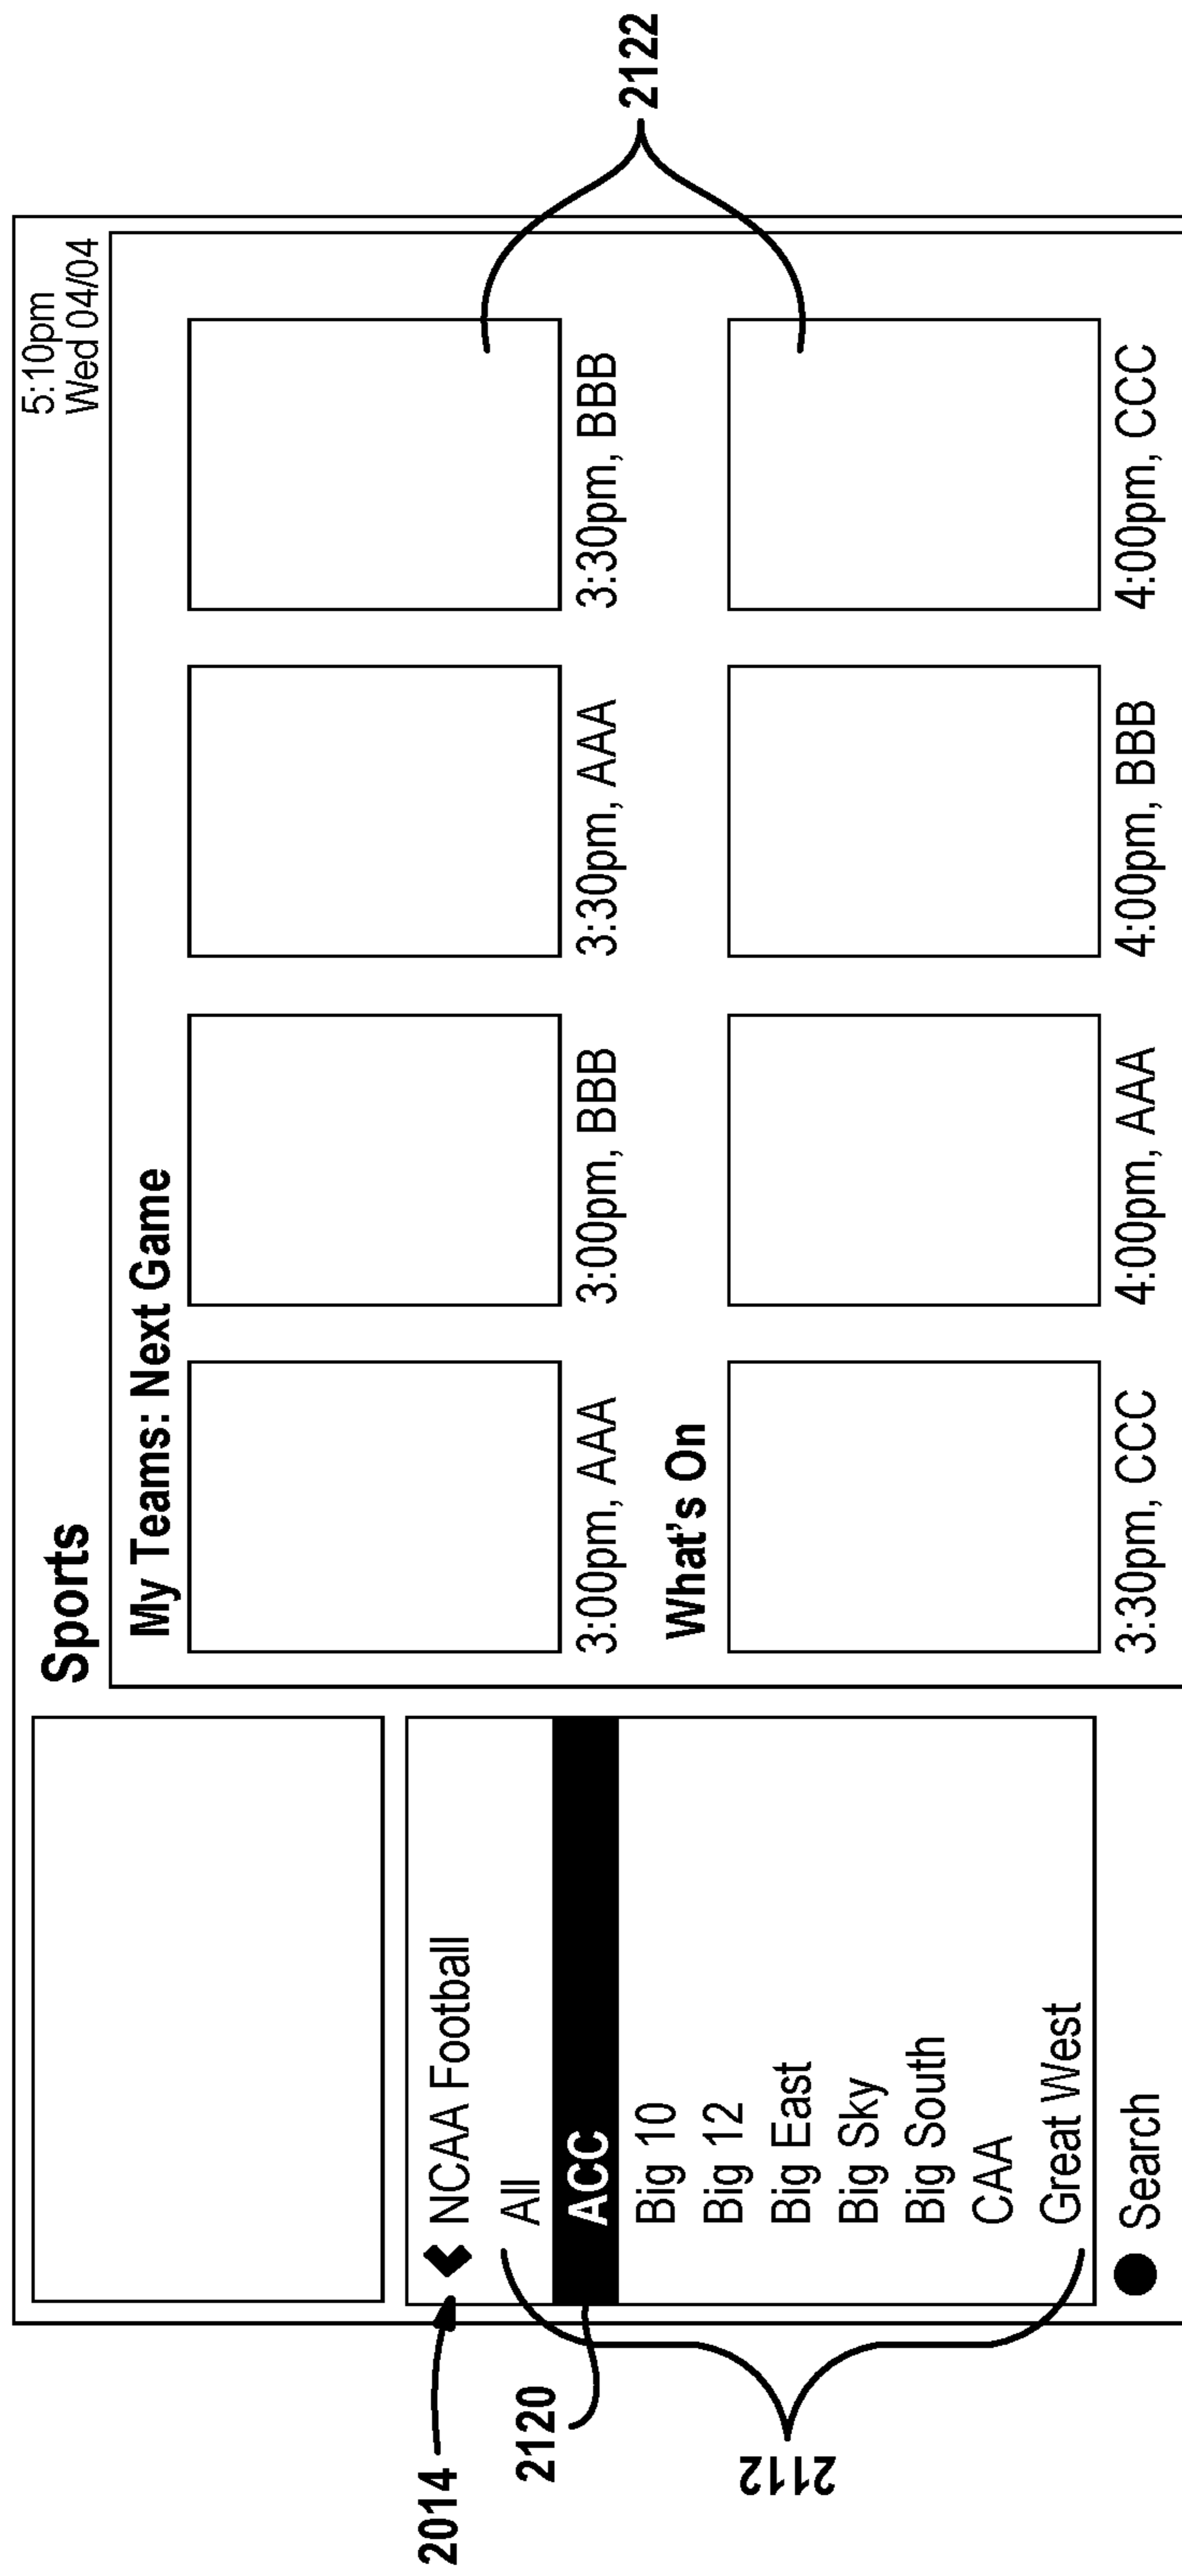 Sports
5:10pm
Wed 04/04
My Teams: Next Game
3:00pm, AAA
3:00pm, BBB
3:30pm, AAA
3:30pm, BBB
What's On
3:30pm, CCC
4:00pm, AAA
4:00pm, BBB
4:00pm, CCC
2122
2014
NCAA Football
All
2120
ACC
Big 10
Big 12
Big East
Big Sky
Big South
CAA
Great West
2112
Search